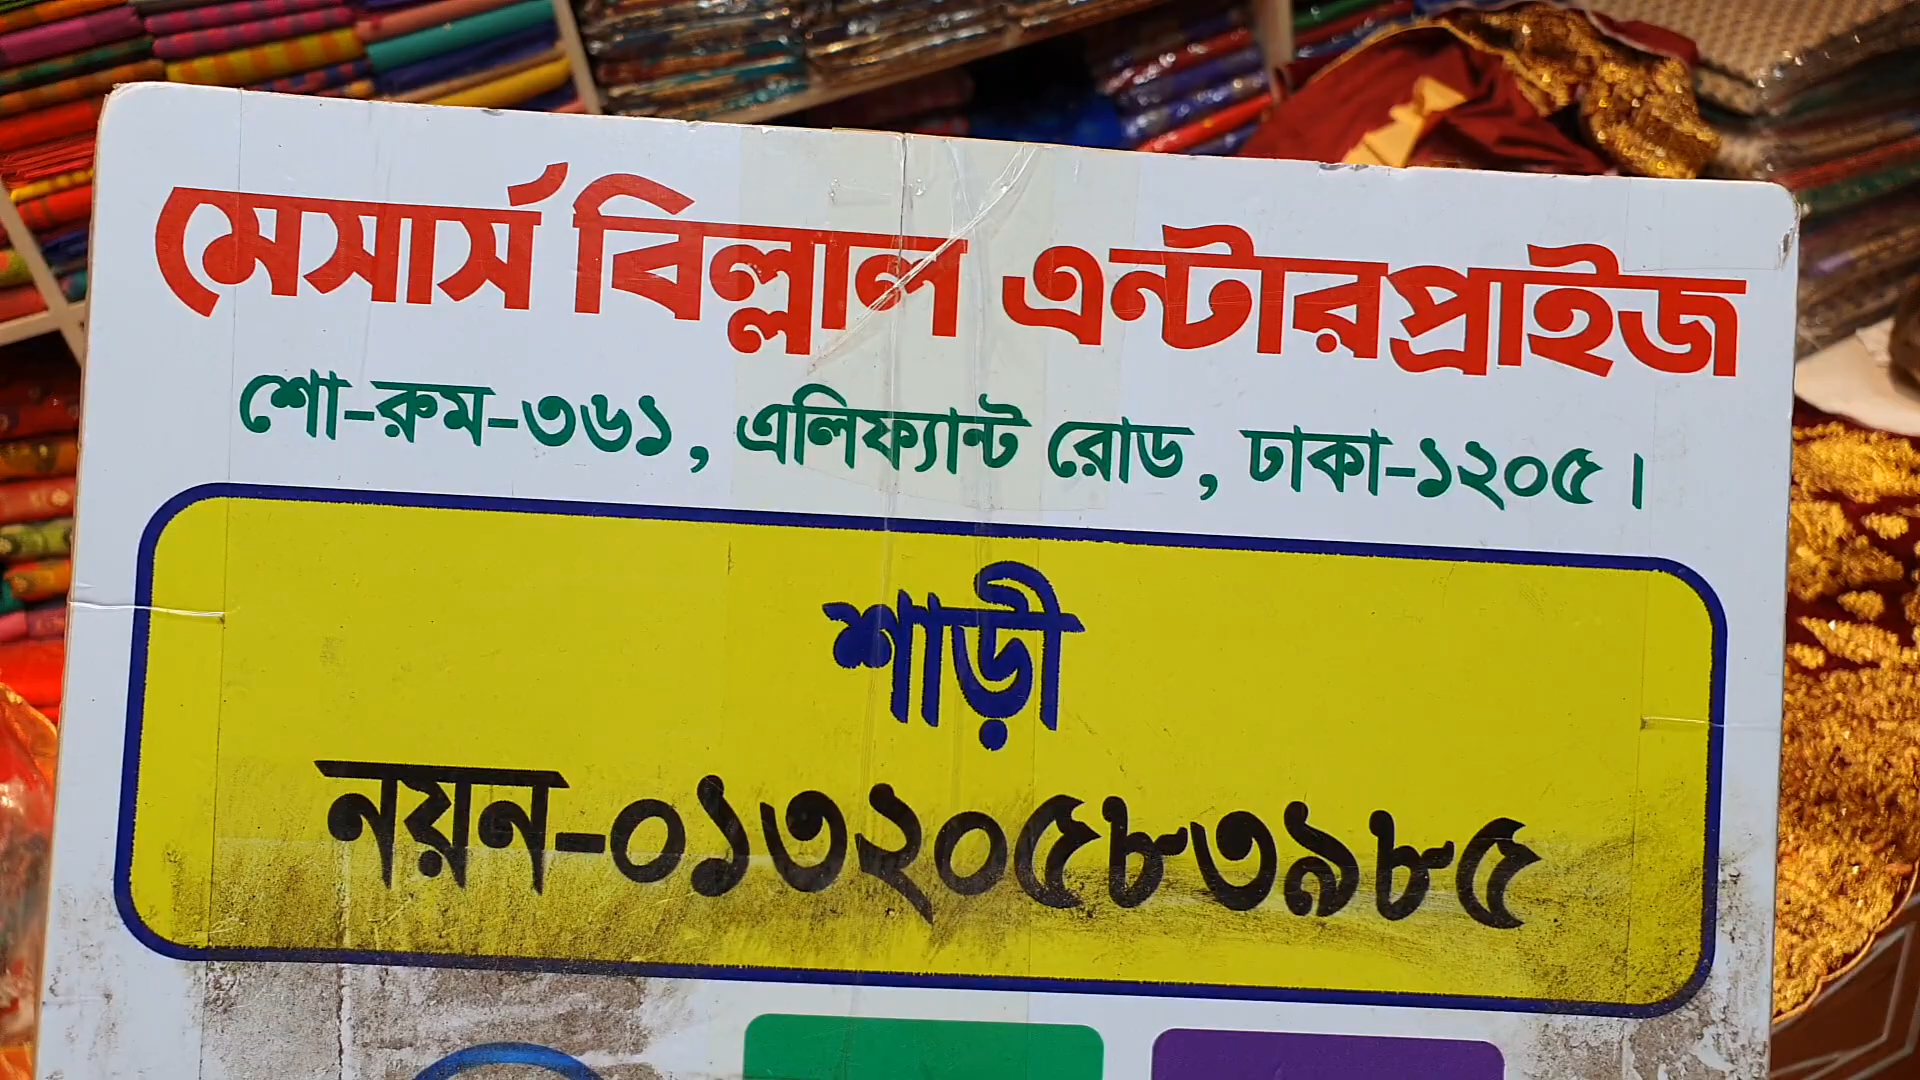 মেসার্স বিল্লাল এন্টারপ্রাইজ
শো-রুম-৩৬১, এলিফ্যান্ট রোড, ঢাকা-১২০৫।
শাড়ী
নয়ন-০১৩২০৫৮৩৯৮৫